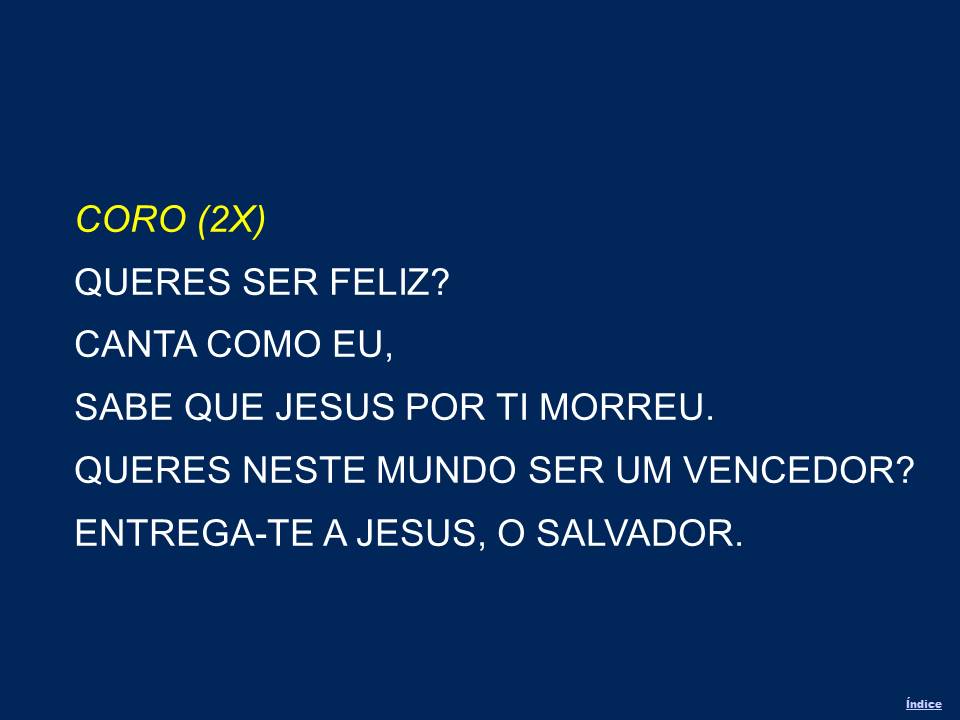 CORO (2X)
QUERES SER FELIZ?
CANTA COMO EU,
SABE QUE JESUS POR TI MORREU.
QUERES NESTE MUNDO SER UM VENCEDOR?
ENTREGA-TE A JESUS, O SALVADOR.
Índice